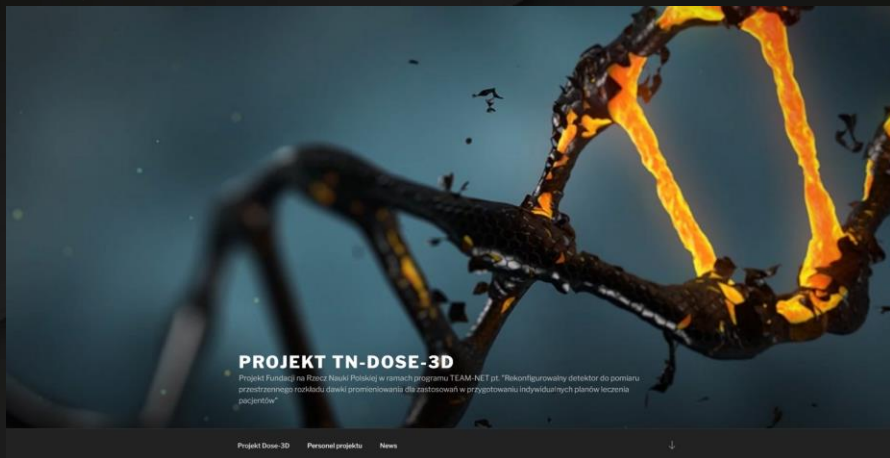 PROJEKT TN-DOSE-3D
Projekt Fundacji na Rzecz Nauki Polskiej w ramach programu TEAM-NET pt. "Rekonfigurowalny detektor do pomiaru
przestrzennego rozkładu dawki promieniowania dla zastosowań w przygotowaniu indywidualnych planów leczenia
pacjentów"
Projekt Dose-3D Personel projektu News